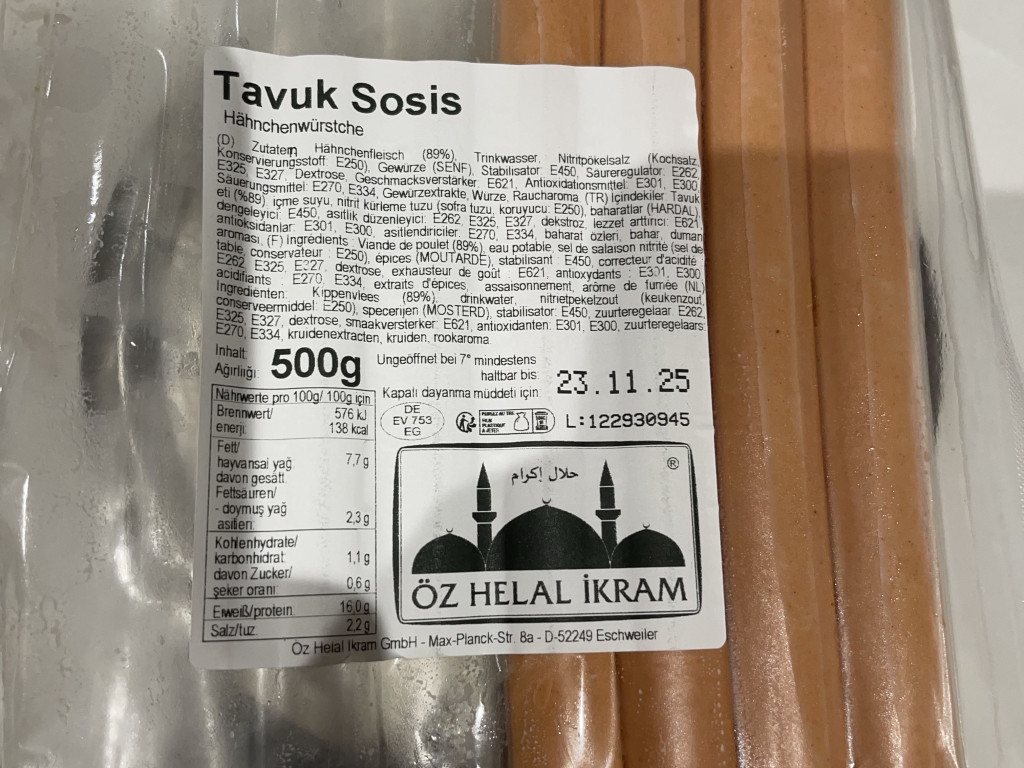 Tavuk Sosis
Hähnchenwürstche
(D) Zutatem Hähnchenfleisch (89%), Trinkwasser, Nitritpökelsalz (Kochsalz,
Konservierungsstoff: E250), Gewürze (SENF), Stabilisator: E450, Säureregulator: E262,
E325, E327, Dextrose, Geschmacksverstärker: E621, Antioxidationsmittel: E301, E300,
Säuerungsmittel: E270, E334, Gewürzextrakte, Würze, Raucharoma. (TR) İçindekiler: Tavuk
eti (%89), içme suyu, nitrit kürleme tuzu (sofra tuzu, koruyucu: E250), baharatlar (HARDAL),
dengeleyici: E450, asitlik düzenleyici: E262, E325, E327, dekstroz, lezzet arttırıcı: E621,
antioksidanlar: E301, E300, asitlendiriciler: E270, E334, baharat özleri, bahar, duman
aroması, (F) Ingrédients : Viande de poulet (89%), eau potable, sel de salaison nitrité (sel de
table, conservateur : E250), épices (MOUTARDE), stabilisant : E450, correcteur d'acidité :
E262, E325, E327, dextrose, exhausteur de goût : E621, antioxydants : E301, E300,
acidifiants : E270, E334, extraits d'épices, assaisonnement, arôme de fumée (NL)
Ingrediënten: Kippenvlees (89%), drinkwater, nitrietpekelzout (keukenzout,
conserveermiddel: E250), specerijen (MOSTERD), stabilisator: E450, zuurteregelaar: E262,
E325, E327, dextrose, smaakversterker: E621, antioxidanten: E301, E300, zuurteregelaars:
E270, E334, kruidenextracten, kruiden, rookaroma.
Inhalt:
Ağırlıığı: 500g
Ungeöffnet bei 7° mindestens
haltbar bis:
Kapalı dayanma müddeti için:
23.11.25
L:122930945
DE
EV 753
EG
Nährwerte pro 100g/ 100g için
Brennwert/ 576 kJ
enerji: 138 kcal
Fett/
hayvansal yağ 7,7 g
davon gesätt.
Fettsäuren/
- doymuş yağ
asitleri: 2,3 g
Kohlenhydrate/
karbonhidrat: 1,1 g
davon Zucker/
şeker oranı 0,6 g
Eiweiß/protein: 16,0 g
Salz/tuz: 2,2 g
حلال إكرام
®
ÖZ HELAL İKRAM
Öz Helal Ikram GmbH - Max-Planck-Str. 8a - D-52249 Eschweiler